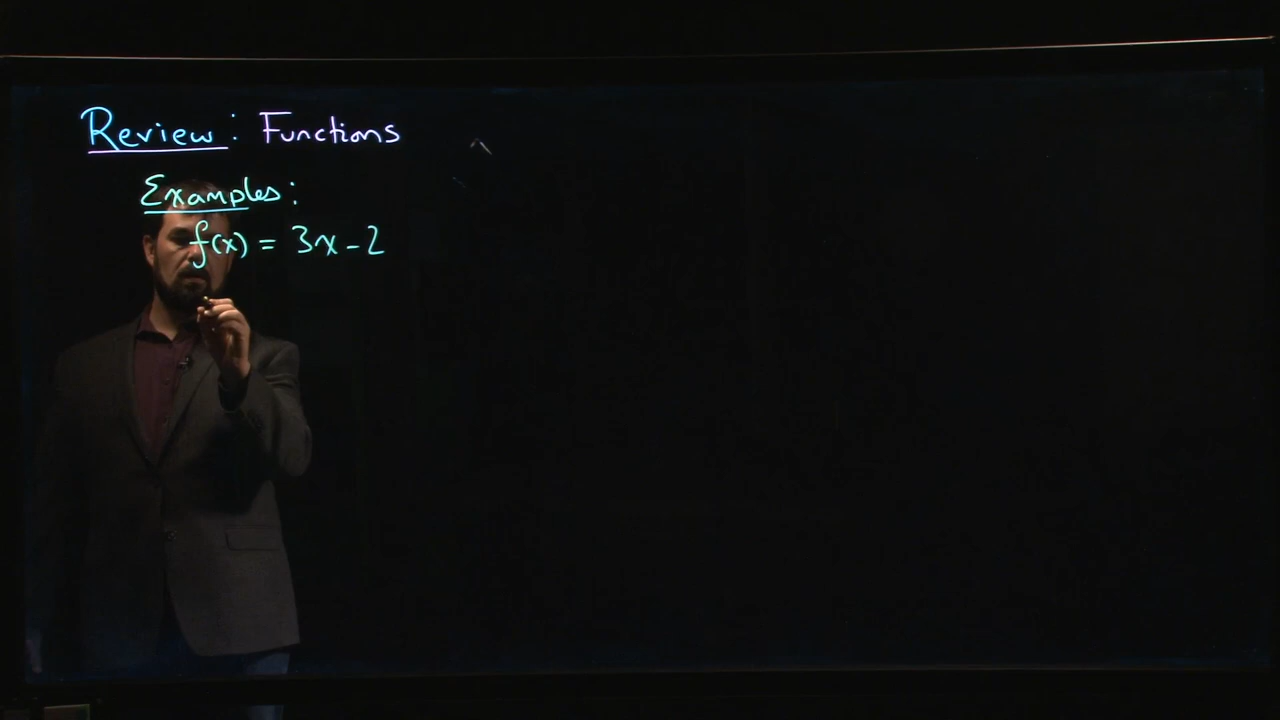 Review: Functions
Examples:
f(x) = 3x - 2